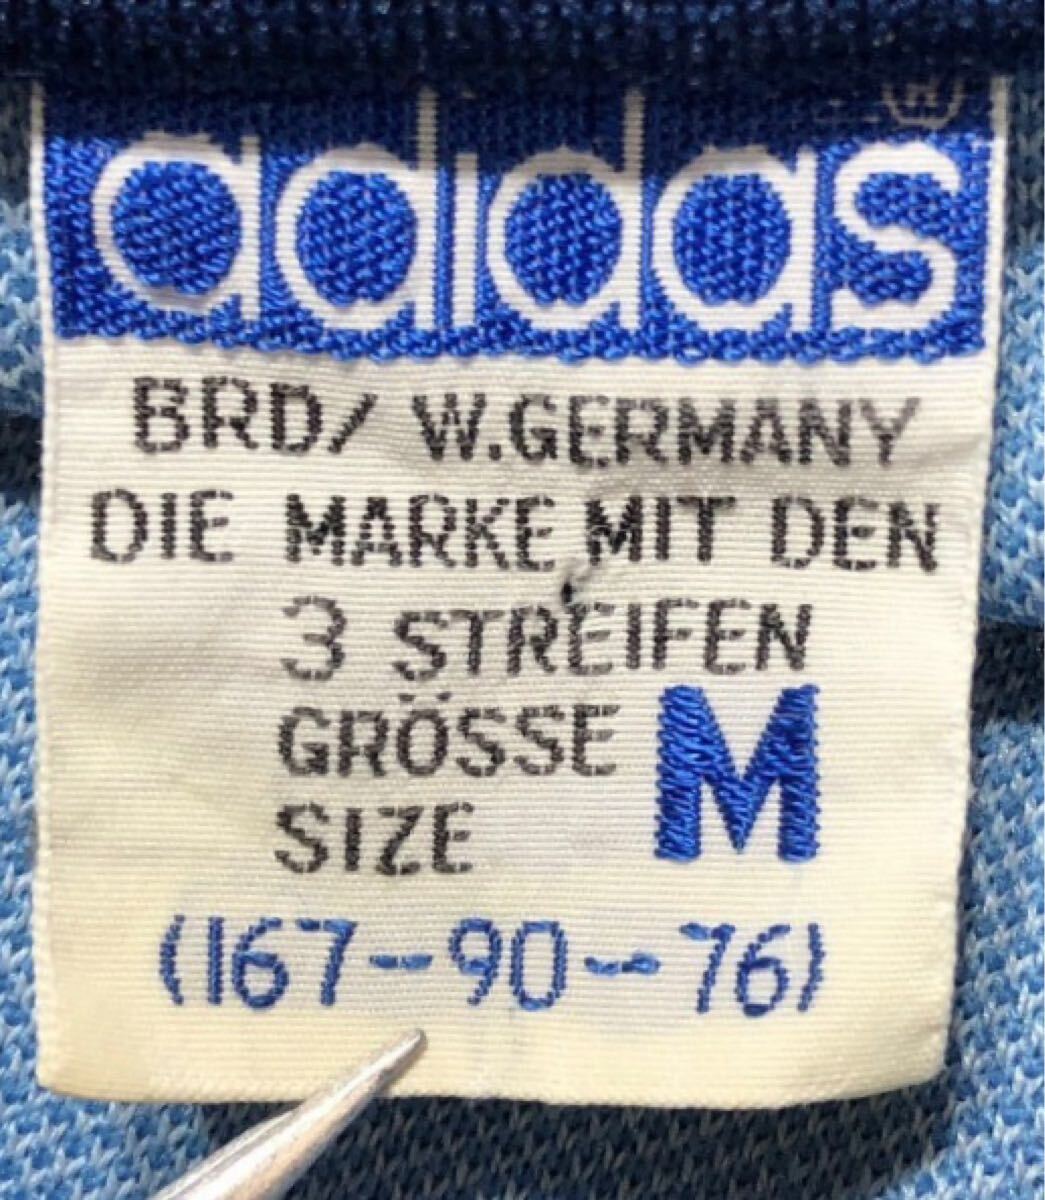 adidas®
BRD/ W.GERMANY
DIE MARKE MIT DEN
3 STREIFEN
GRÖSSE M
SIZE
(167-90-76)